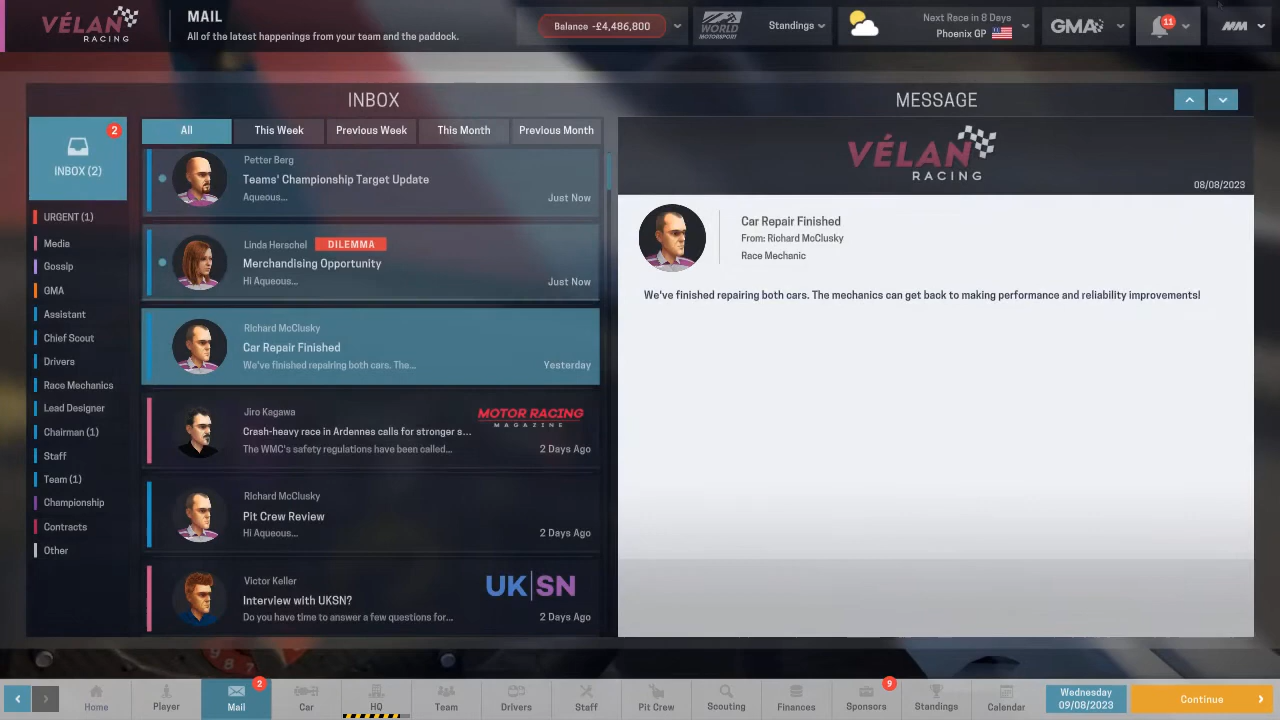 VÉLAN
RACING
MAIL
All of the latest happenings from your team and the paddock.
Balance -£4,486,800
WORLD
MOTORSPORT
Standings
Next Race in 8 Days
Phoenix GP
GMA
11
INBOX
MESSAGE
2
INBOX (2)
URGENT (1)
Media
Gossip
GMA
Assistant
Chief Scout
Drivers
Race Mechanics
Lead Designer
Chairman (1)
Staff
Team (1)
Championship
Contracts
Other
All
This Week
Previous Week
This Month
Previous Month
Petter Berg
Teams' Championship Target Update
Aqueous...
Just Now
Linda Herschel
DILEMMA
Merchandising Opportunity
Hi Aqueous...
Just Now
Richard McClusky
Car Repair Finished
We've finished repairing both cars. The...
Yesterday
Jiro Kagawa
MOTOR RACING
MAGAZINE
Crash-heavy race in Ardennes calls for stronger s...
The WMC's safety regulations have been called...
2 Days Ago
Richard McClusky
Pit Crew Review
Hi Aqueous...
2 Days Ago
Victor Keller
UK|SN
Interview with UKSN?
Do you have time to answer a few questions for...
2 Days Ago
VÉLAN
RACING
08/08/2023
Car Repair Finished
From: Richard McClusky
Race Mechanic
We've finished repairing both cars. The mechanics can get back to making performance and reliability improvements!
9 8 7
Home
Player
2
Mail
Car
HQ
Team
Drivers
Staff
Pit Crew
Scouting
Finances
9
Sponsors
Standings
Calendar
Wednesday
09/08/2023
Continue